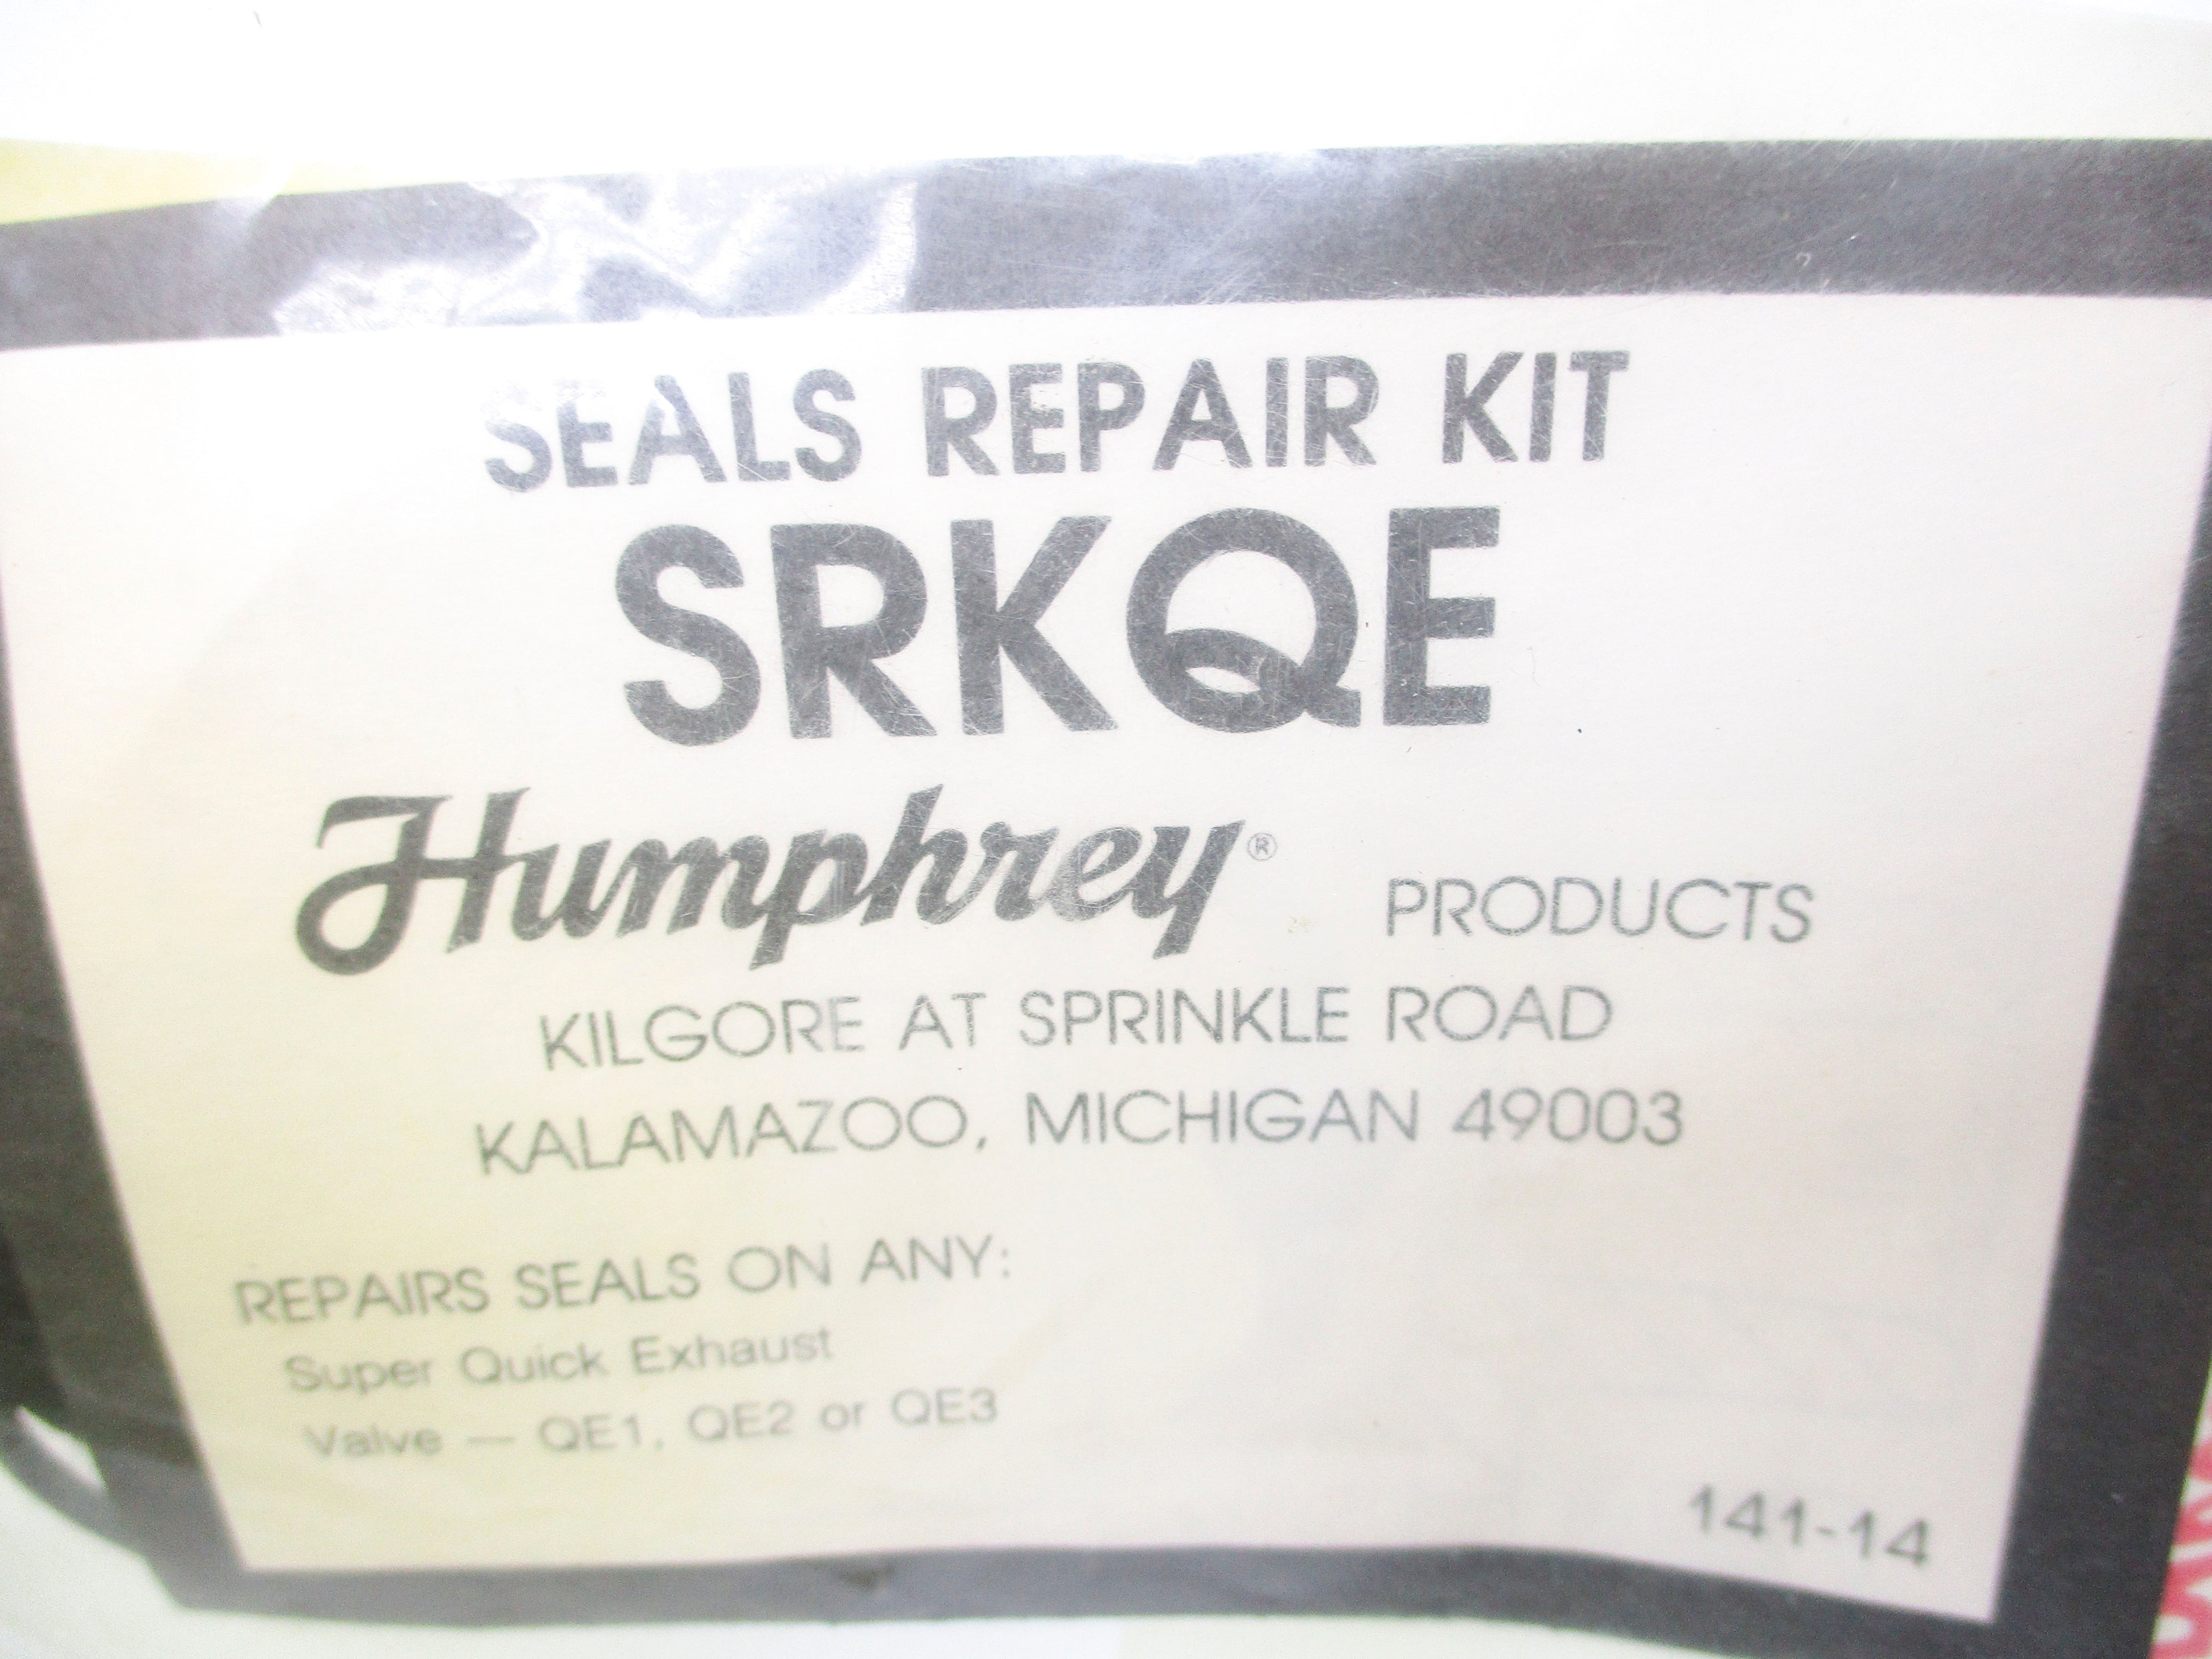 SEALS REPAIR KIT
SRKQE
Humphrey® PRODUCTS
KILGORE AT SPRINKLE ROAD
KALAMAZOO, MICHIGAN 49003
REPAIRS SEALS ON ANY:
Super Quick Exhaust
Valve — QE1, QE2 or QE3
141-14